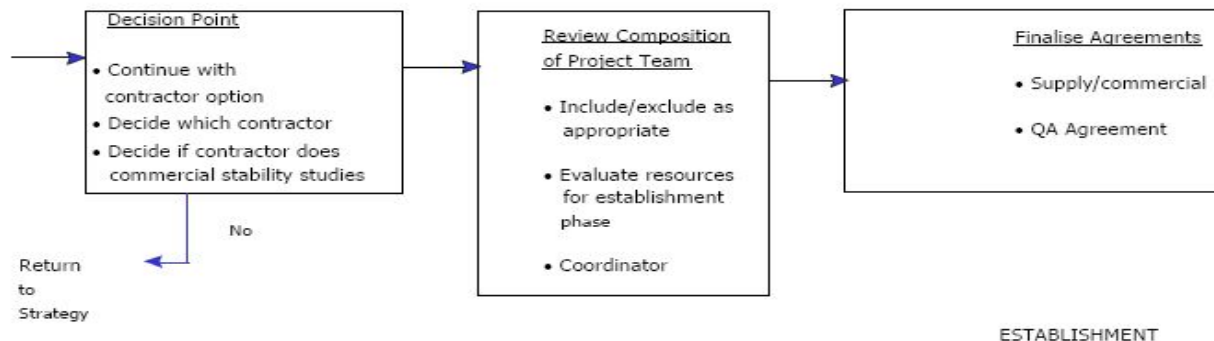 Decision Point
• Continue with
contractor option
• Decide which contractor
• Decide if contractor does
commercial stability studies
No
Return
to
Strategy
Review Composition
of Project Team
• Include/exclude as
appropriate
• Evaluate resources
for establishment
phase
• Coordinator
Finalise Agreements
• Supply/commercial
• QA Agreement
ESTABLISHMENT